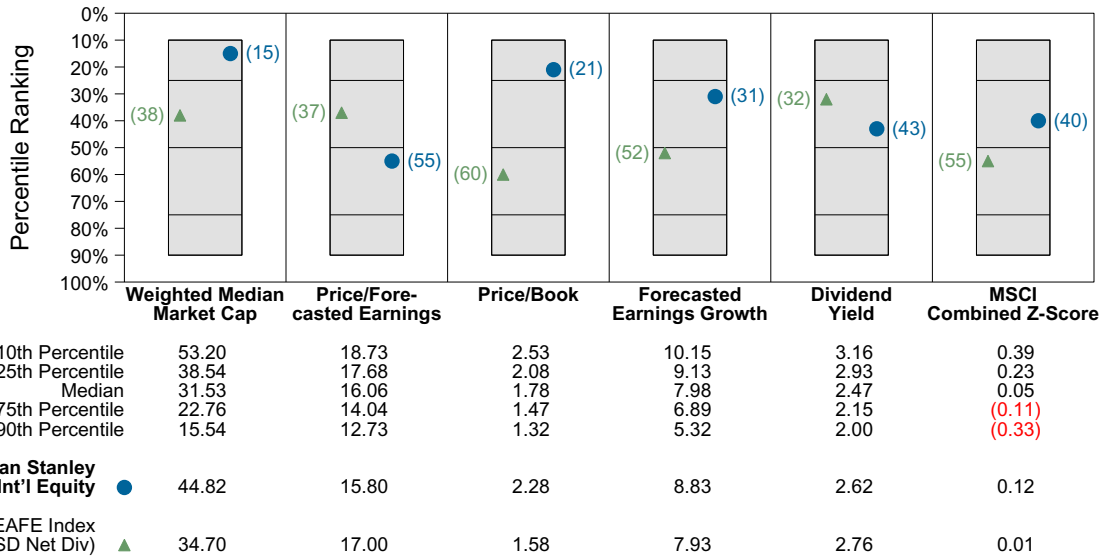 0%
10%
20%
30%
40%
50%
60%
70%
80%
90%
100%
Percentile Ranking
(15)
(38)
(37)
(55)
(21)
(60)
(31)
(52)
(32)
(43)
(40)
(55)
Weighted Median
Market Cap
Price/Fore-
casted Earnings
Price/Book
Forecasted
Earnings Growth
Dividend
Yield
MSCI
Combined Z-Score
10th Percentile 53.20 18.73 2.53 10.15 3.16 0.39
25th Percentile 38.54 17.68 2.08 9.13 2.93 0.23
Median 31.53 16.06 1.78 7.98 2.47 0.05
75th Percentile 22.76 14.04 1.47 6.89 2.15 (0.11)
90th Percentile 15.54 12.73 1.32 5.32 2.00 (0.33)
an Stanley
Int'l Equity 44.82 15.80 2.28 8.83 2.62 0.12
EAFE Index
SD Net Div) 34.70 17.00 1.58 7.93 2.76 0.01